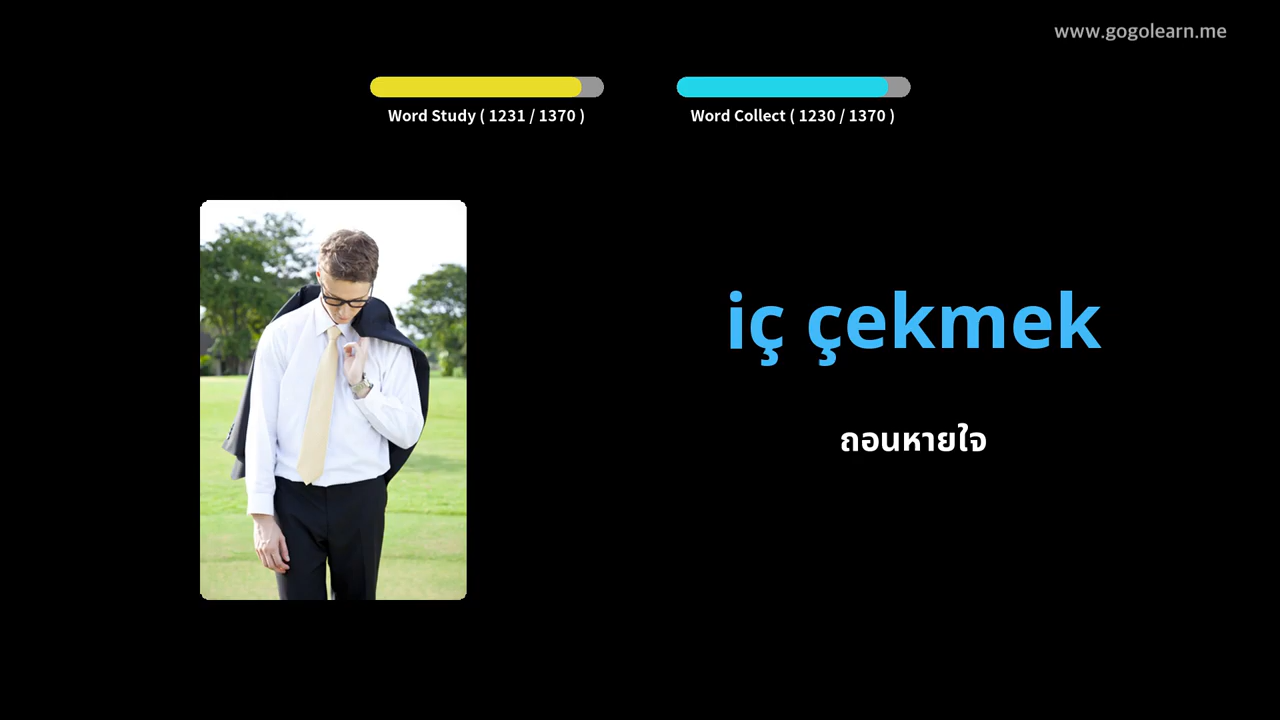 www.gogolearn.me
Word Study ( 1231 / 1370 )
Word Collect ( 1230 / 1370 )
iç çekmek
ถอนหายใจ